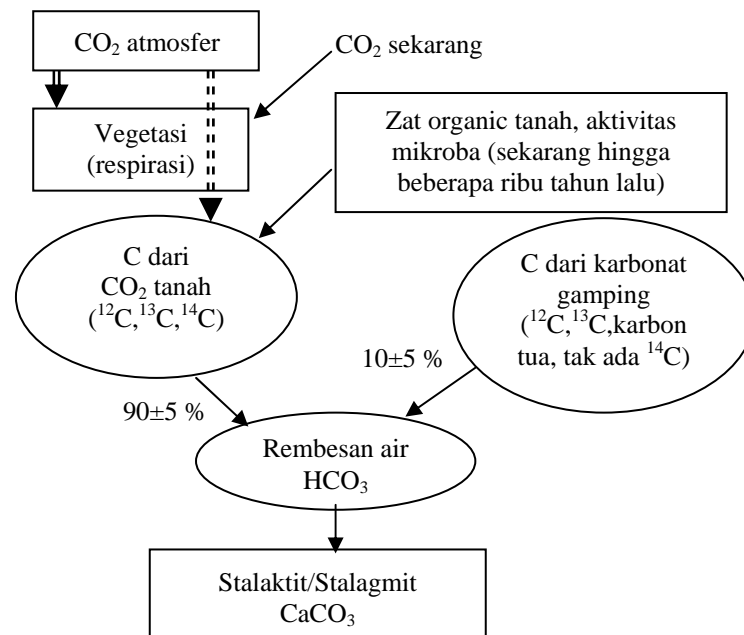 CO₂ atmosfer
CO₂ sekarang
Vegetasi
(respirasi)
Zat organic tanah, aktivitas
mikroba (sekarang hingga
beberapa ribu tahun lalu)
C dari
CO₂ tanah
(¹²C,¹³C,¹⁴C)
C dari karbonat
gamping
(¹²C,¹³C,karbon
tua, tak ada ¹⁴C)
90±5 %
10±5 %
Rembesan air
HCO₃
Stalaktit/Stalagmit
CaCO₃